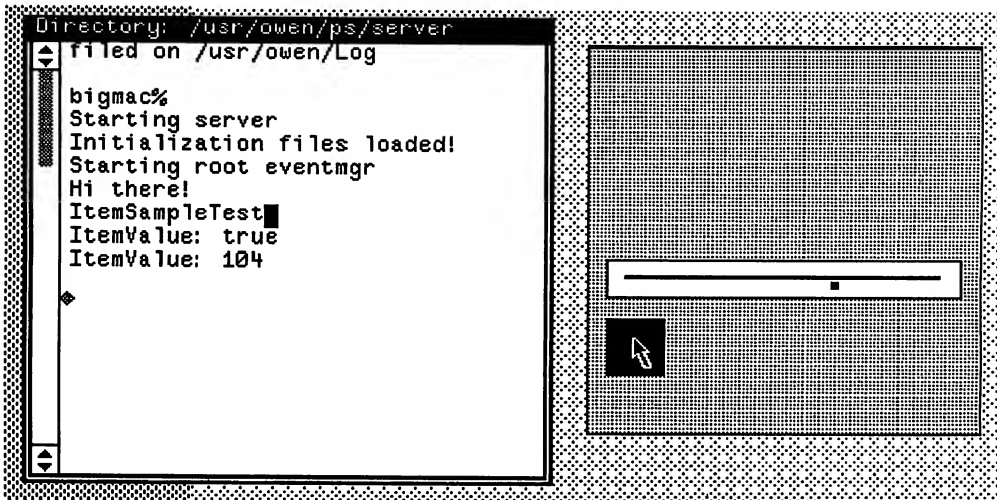 Directory: /usr/owen/ps/server
filed on /usr/owen/Log
bigmac%
Starting server
Initialization files loaded!
Starting root eventmgr
Hi there!
ItemSampleTest
ItemValue: true
ItemValue: 104